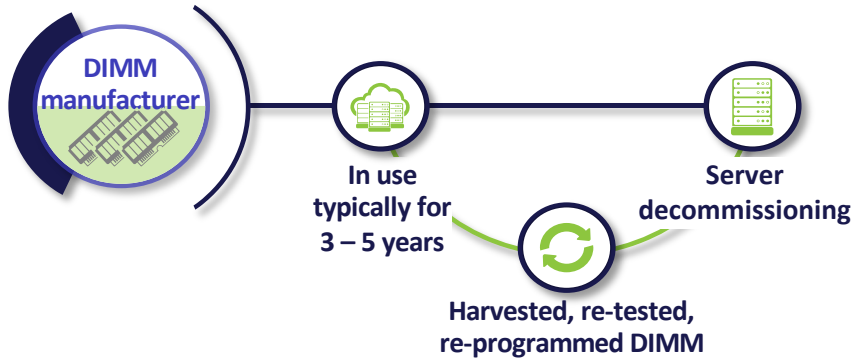 DIMM
manufacturer
In use
typically for
3 – 5 years
Server
decommissioning
Harvested, re-tested,
re-programmed DIMM